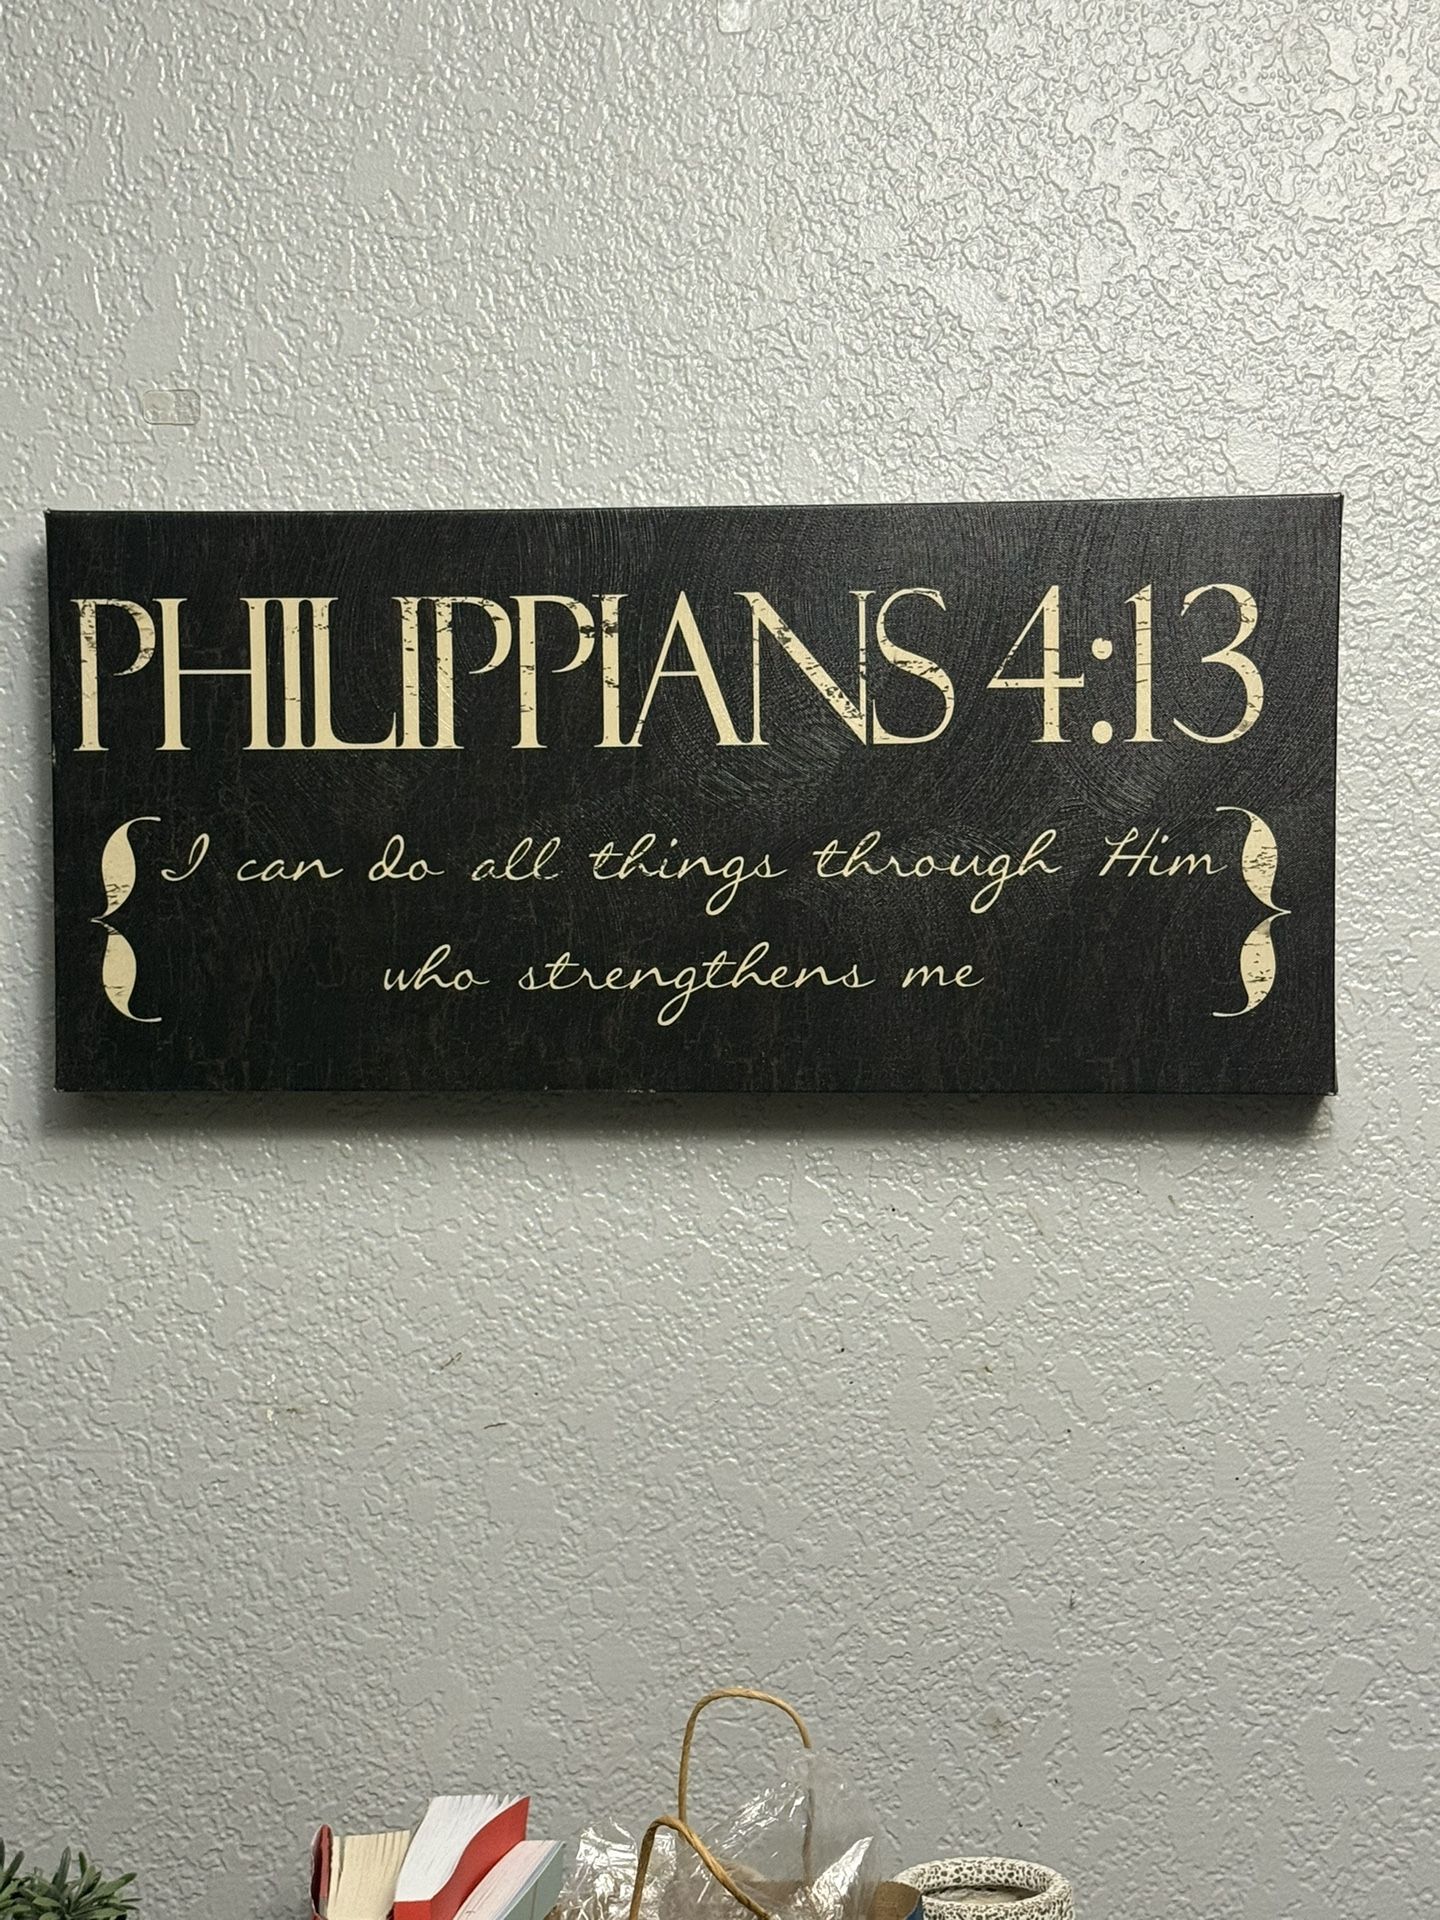 PHILIPPIANS 4:13
{I can do all things through Him}
who strengthens me